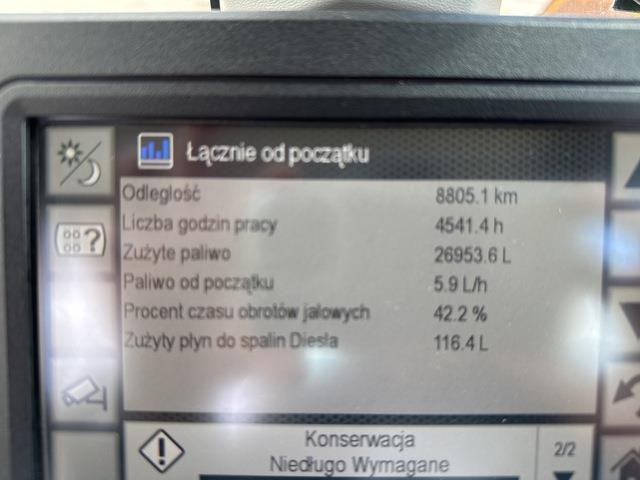 Łącznie od początku
Odległość 8805.1 km
Liczba godzin pracy 4541.4 h
Zużyte paliwo 26953.6 L
Paliwo od początku 5.9 L/h
Procent czasu obrotów jałowych 42.2 %
Zużyty płyn do spalin Diesla 116.4 L
?
Konserwacja
Niedługo Wymagane
2/2